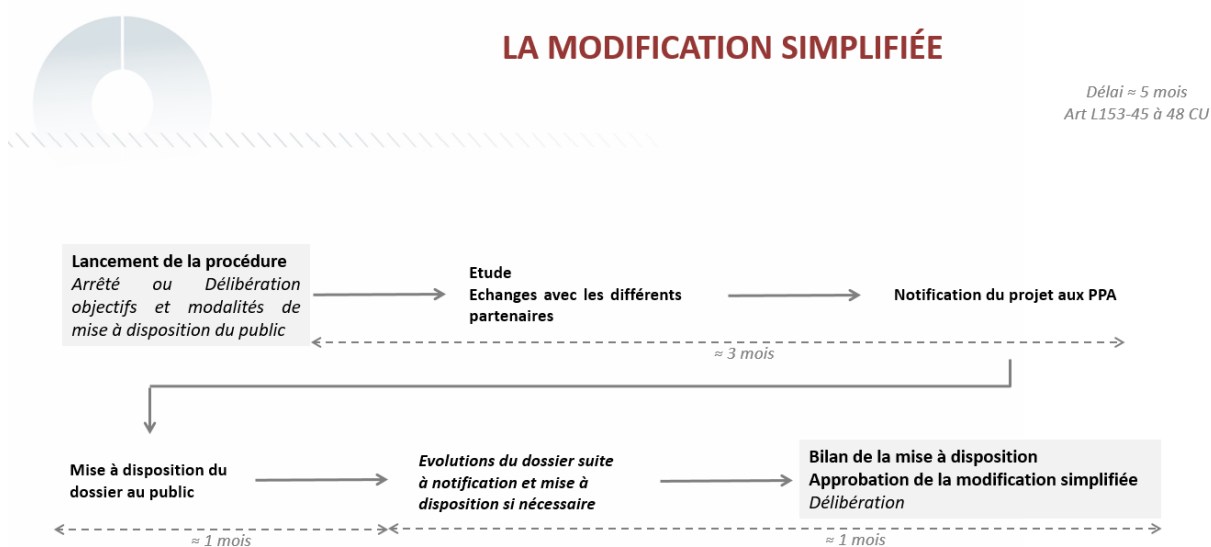 LA MODIFICATION SIMPLIFIÉE
Délai ≈ 5 mois
Art L153-45 à 48 CU
Lancement de la procédure
Arrêté ou Délibération
objectifs et modalités de
mise à disposition du public
Etude
Echanges avec les différents
partenaires
Notification du projet aux PPA
≈ 3 mois
Mise à disposition du
dossier au public
Evolutions du dossier suite
à notification et mise à
disposition si nécessaire
Bilan de la mise à disposition
Approbation de la modification simplifiée
Délibération
≈ 1 mois
≈ 1 mois